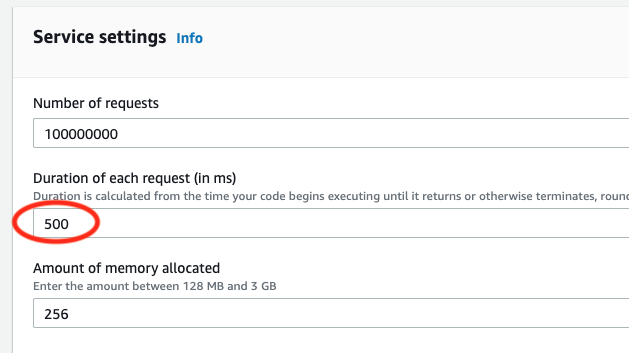 Service settings Info
Number of requests
100000000
Duration of each request (in ms)
Duration is calculated from the time your code begins executing until it returns or otherwise terminates,
500
Amount of memory allocated
Enter the amount between 128 MB and 3 GB
256